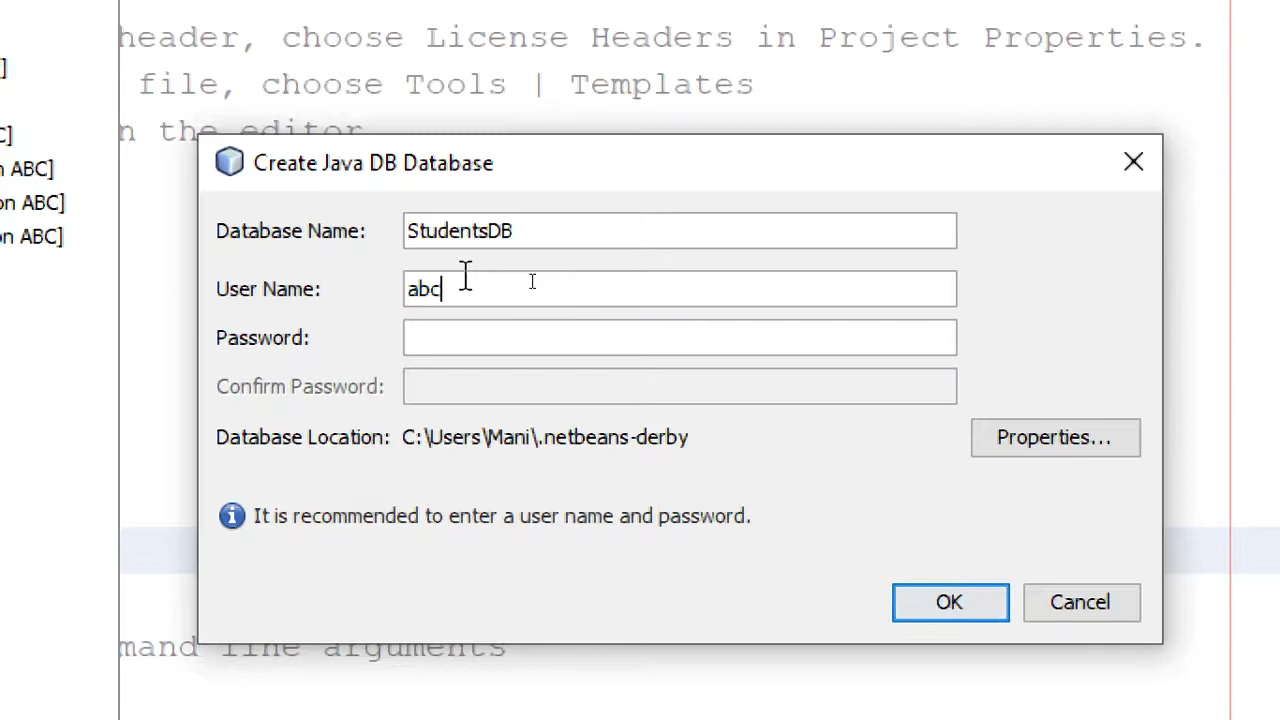 header, choose License Headers in Project Properties.
]
file, choose Tools | Templates
C]
n the editor
n ABC]
on ABC]
on ABC]
Create Java DB Database
Database Name: StudentsDB
User Name: abc
Password:
Confirm Password:
Database Location: C:\Users\Mani\.netbeans-derby
Properties...
It is recommended to enter a user name and password.
OK Cancel
mand line arguments